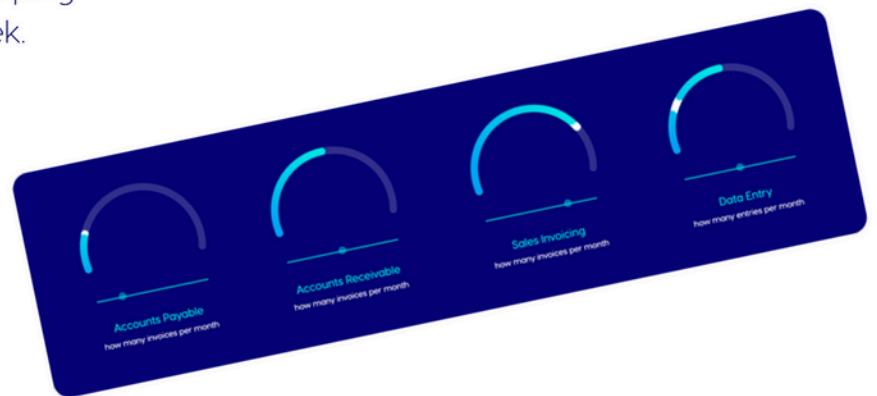 ek.
Accounts Payable
how many invoices per month
Accounts Receivable
how many invoices per month
Sales Invoicing
how many invoices per month
Data Entry
how many entries per month